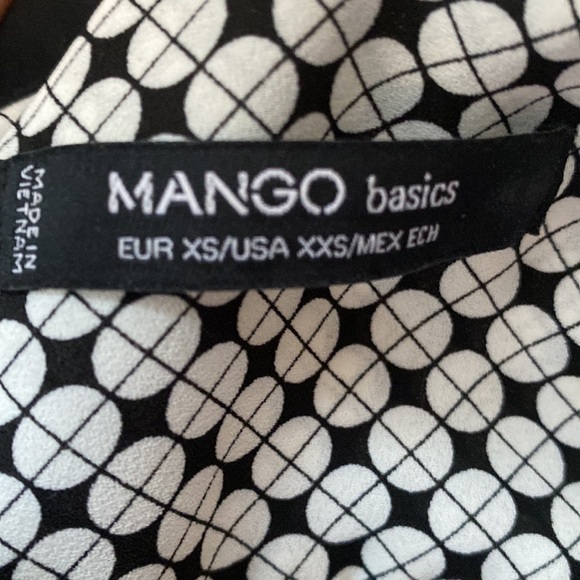 MANGO basics
EUR XS/USA XXS/MEX ECH
MADE IN
VIETNAM